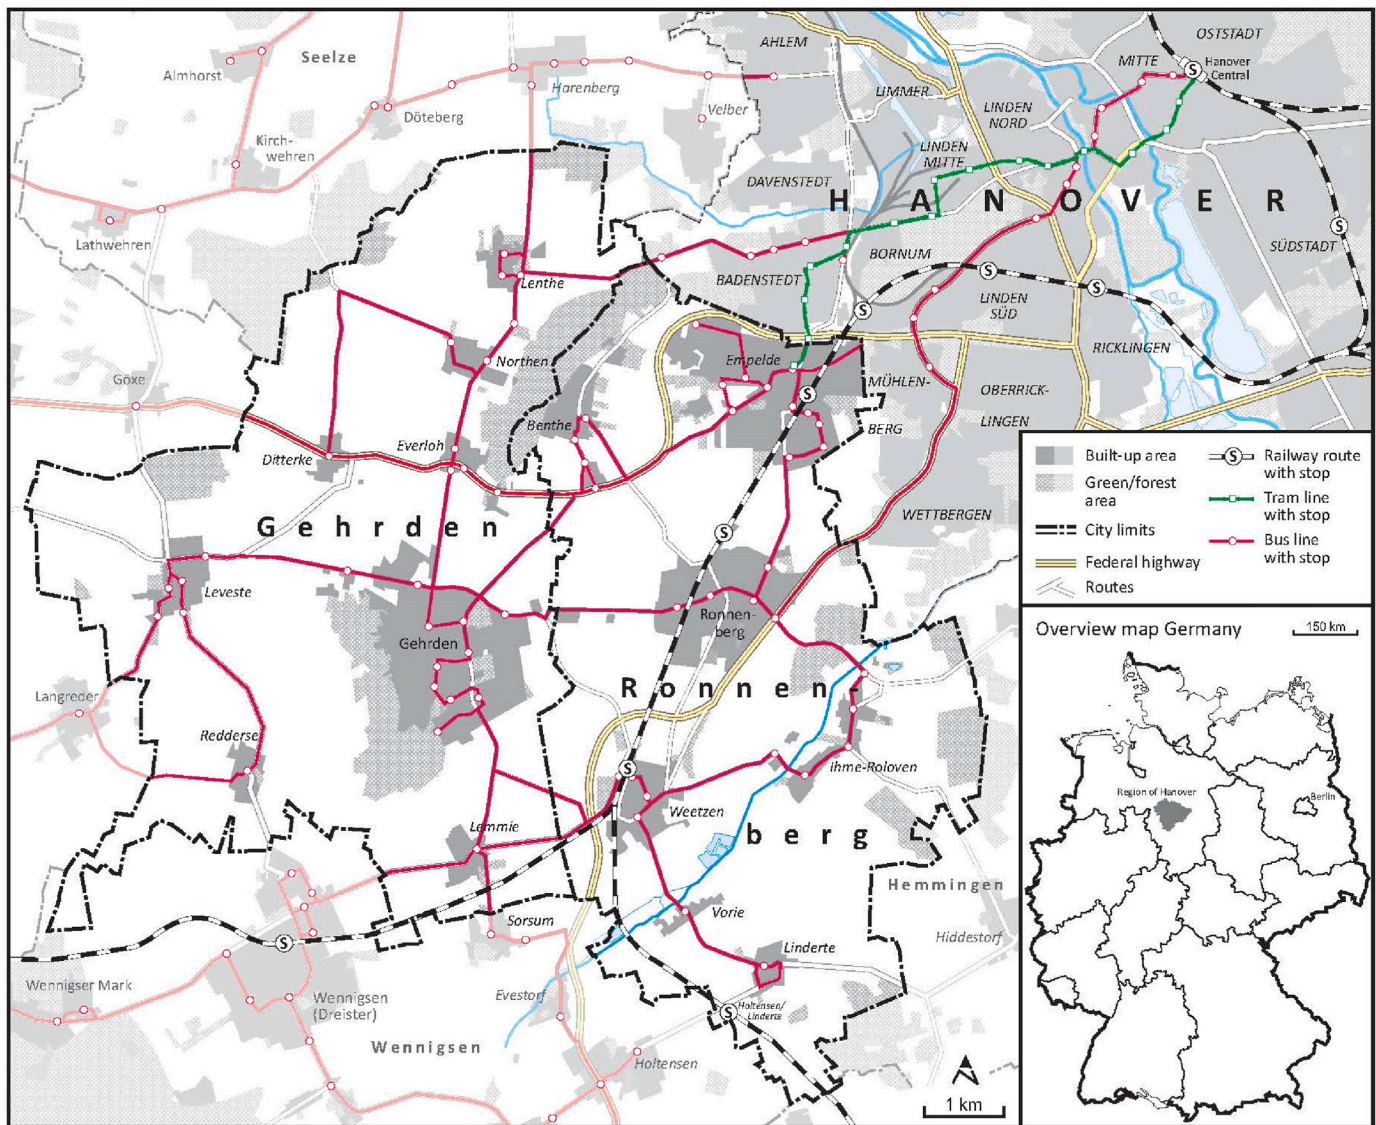 AHLEM
OSTSTADT
Seelze
MITTE
Hanover
Central
Almhorst
Harenberg
LIMMER
Velber
LINDEN
NORD
Döteberg
Kirch-
wehren
LINDEN
MITTE
DAVENSTEDT
HANOVER
Lathwehren
SÜDSTADT
BORNUM
BADENSTEDT
Lenthe
LINDEN
SÜD
RICKLINGEN
Northen
Empelde
Göxe
MÜHLEN-
BERG
OBERRICK-
LINGEN
Benthe
Everloh
Ditterke
WETTBERGEN
Gehrden
Leveste
Ronnen-
berg
Gehrden
Ronnen-
Langreder
Redderse
Ihme-Roloven
Weetzen
Lemmie
berg
Hemmingen
Vorie
Sorsum
Linderte
Hiddestorf
Wennigser Mark
Evestorf
Wennigsen
(Dreister)
Holtensen/
Linderte
Wennigsen
Holtensen
1 km
Built-up area
Green/forest
area
City limits
Federal highway
Routes
S
Railway route
with stop
Tram line
with stop
Bus line
with stop
Overview map Germany
150 km
Region of Hanover
Berlin
S
S
S
S
S
S
S
S
S
S